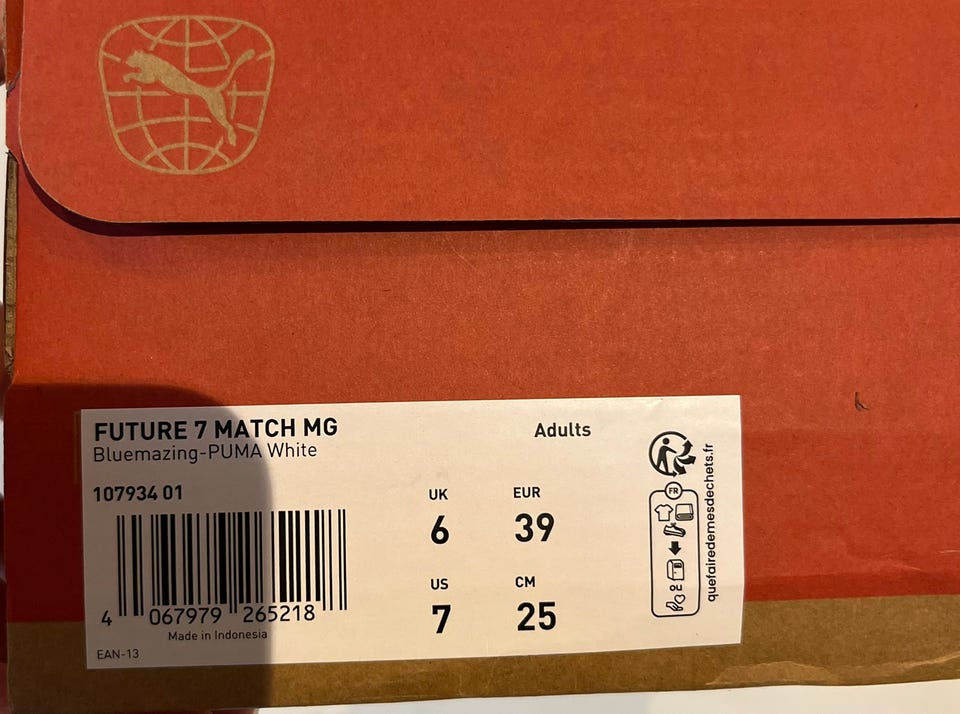 FUTURE 7 MATCH MG
Bluemazing-PUMA White
Adults
107934 01
UK
EUR
6
39
US
CM
7
25
4 067979 265218
Made in Indonesia
EAN-13
FR
quefairedemesdechets.fr